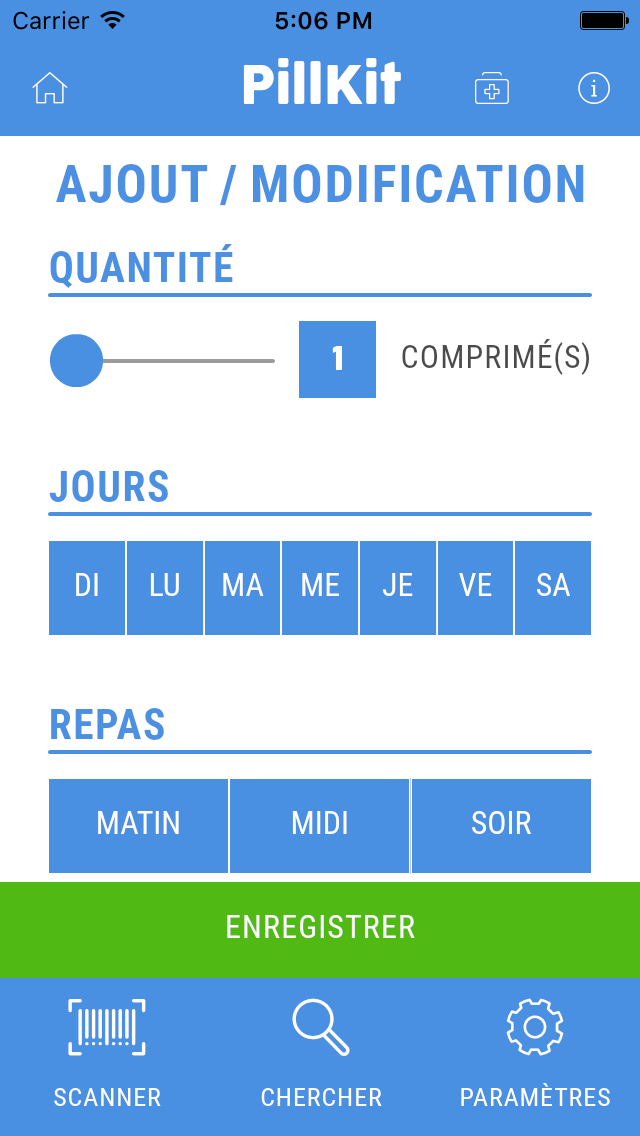 Carrier 5:06 PM
PillKit
AJOUT / MODIFICATION
QUANTITÉ
1 COMPRIMÉ(S)
JOURS
DI LU MA ME JE VE SA
REPAS
MATIN MIDI SOIR
ENREGISTRER
SCANNER CHERCHER PARAMÈTRES